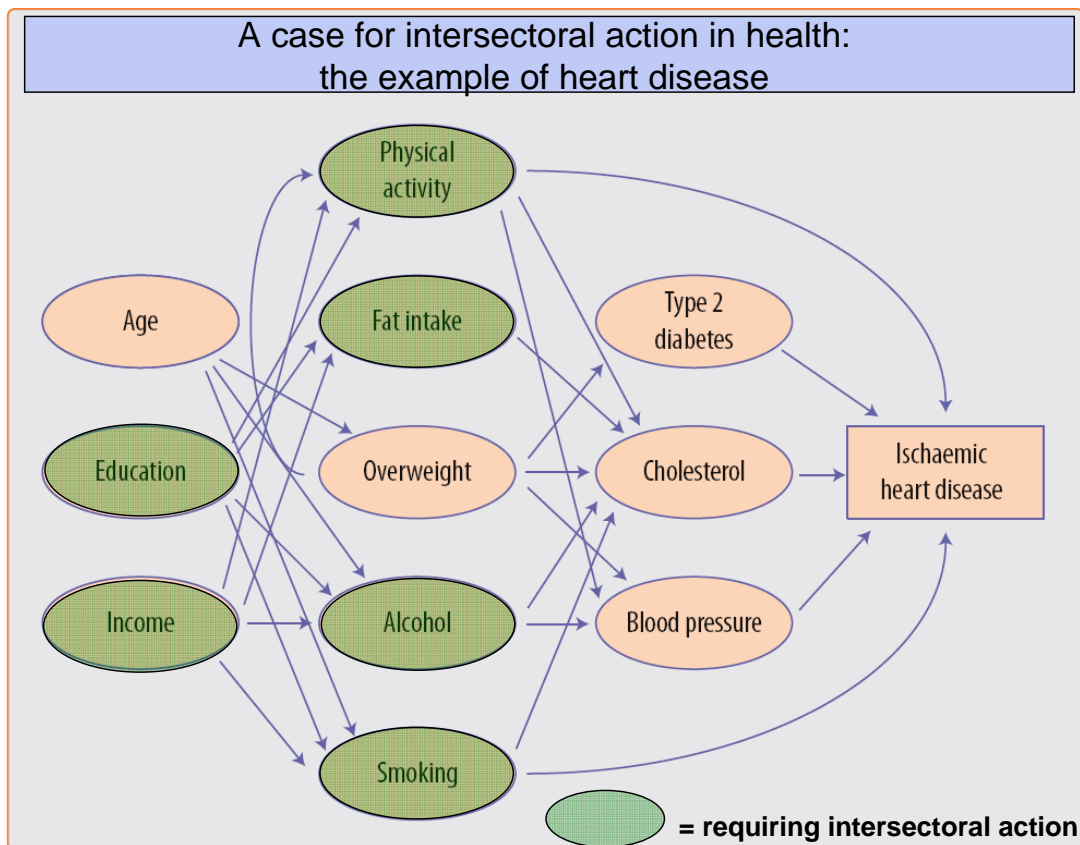 A case for intersectoral action in health:
the example of heart disease
Physical
activity
Age
Fat intake
Type 2
diabetes
Education
Overweight
Cholesterol
Ischaemic
heart disease
Income
Alcohol
Blood pressure
Smoking
= requiring intersectoral action